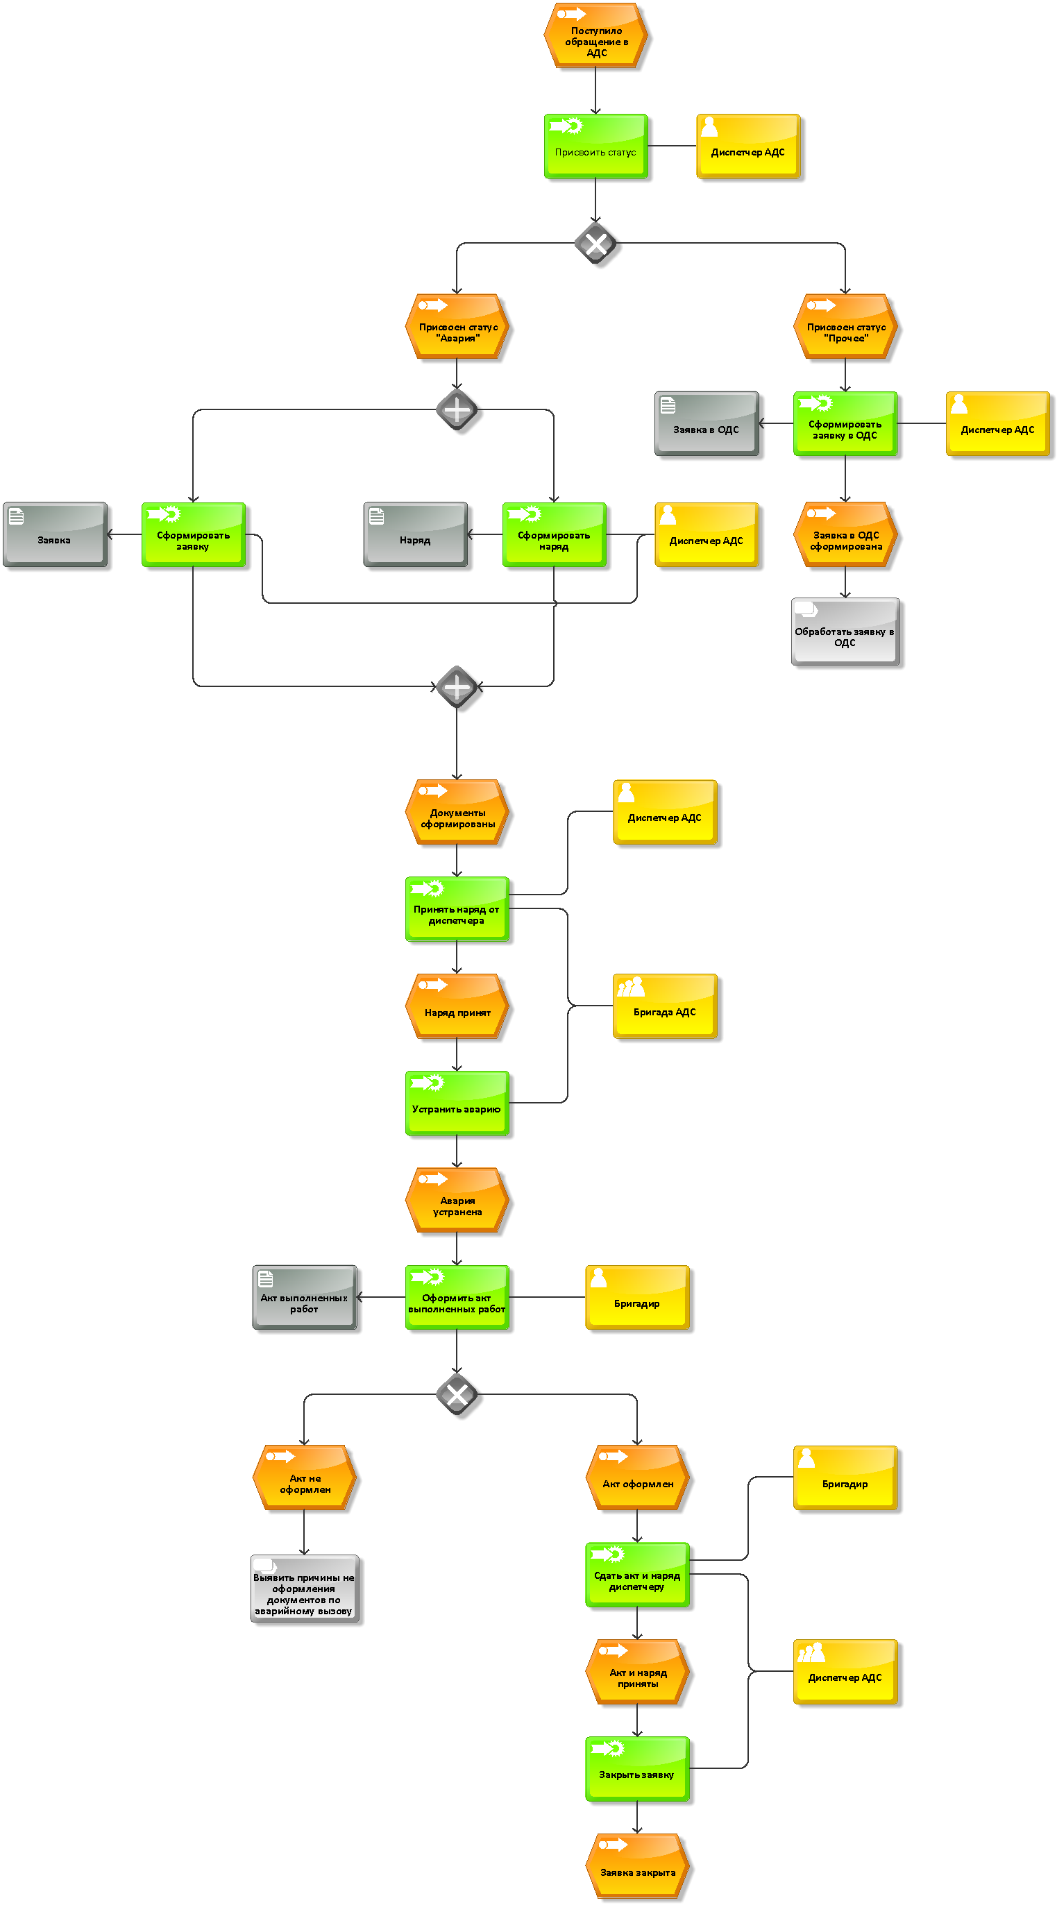 Поступило
обращение в
АДС
Присвоить статус
Диспетчер АДС
Присвоен статус
"Авария"
Присвоен статус
"Прочее"
Заявка в ОДС
Сформировать
заявку в ОДС
Диспетчер АДС
Заявка
Сформировать
заявку
Наряд
Сформировать
наряд
Диспетчер АДС
Заявка в ОДС
сформирована
Обработать заявку в
ОДС
Документы
сформированы
Диспетчер АДС
Принять наряд от
диспетчера
Наряд принят
Бригада АДС
Устранить аварию
Авария
устранена
Акт выполненных
работ
Оформить акт
выполненных работ
Бригадир
Акт не
оформлен
Акт оформлен
Бригадир
Выявить причины не
оформления
документов по
аварийному вызову
Сдать акт и наряд
диспетчеру
Акт и наряд
приняты
Диспетчер АДС
Закрыть заявку
Заявка закрыта